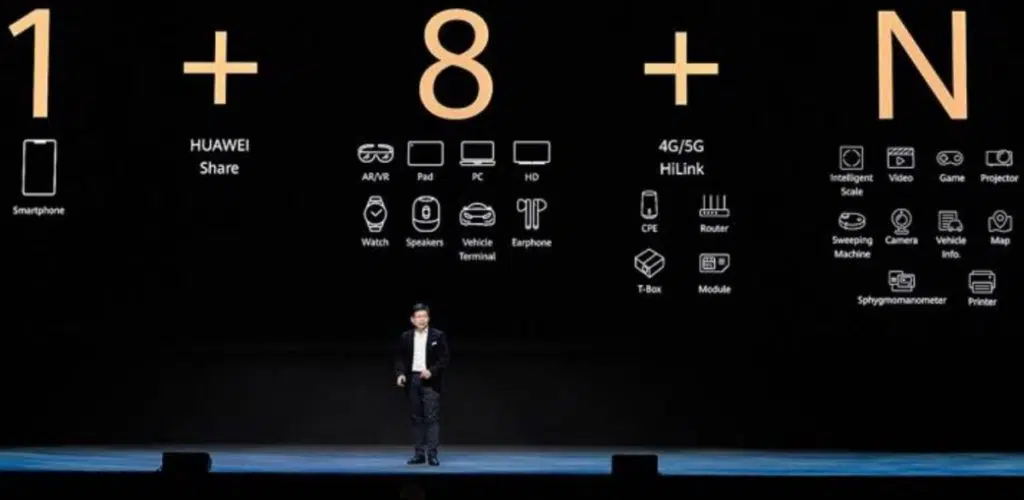 1 + 8 + N
HUAWEI
Share
4G/5G
HiLink
Smartphone
AR/VR
Pad
PC
HD
Watch
Speakers
Vehicle
Terminal
Earphone
CPE
Router
T-Box
Module
Intelligent
Scale
Video
Game
Projector
Sweeping
Machine
Camera
Vehicle
Info.
Map
Sphygmomanometer
Printer